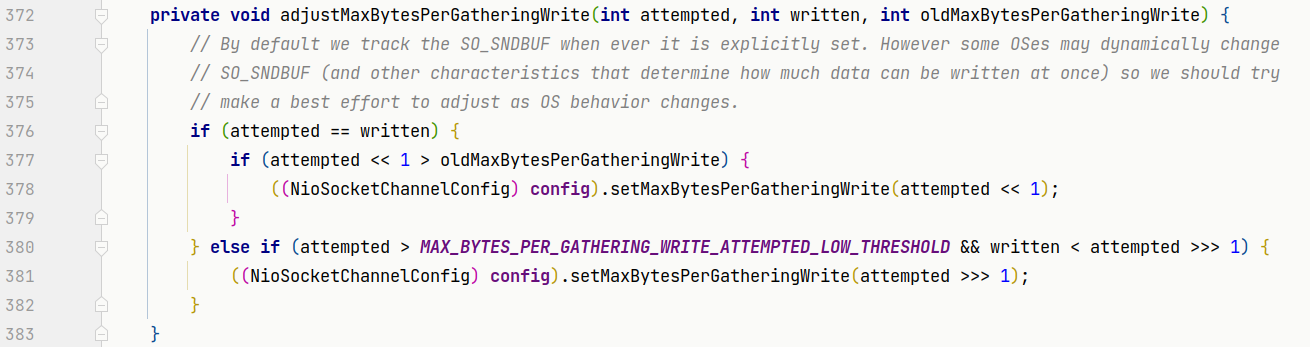 372 private void adjustMaxBytesPerGatheringWrite(int attempted, int written, int oldMaxBytesPerGatheringWrite) {
373 // By default we track the SO_SNDBUF when ever it is explicitly set. However some OSes may dynamically change
374 // SO_SNDBUF (and other characteristics that determine how much data can be written at once) so we should try
375 // make a best effort to adjust as OS behavior changes.
376 if (attempted == written) {
377 if (attempted << 1 > oldMaxBytesPerGatheringWrite) {
378 ((NioSocketChannelConfig) config).setMaxBytesPerGatheringWrite(attempted << 1);
379 }
380 } else if (attempted > MAX_BYTES_PER_GATHERING_WRITE_ATTEMPTED_LOW_THRESHOLD && written < attempted >>> 1) {
381 ((NioSocketChannelConfig) config).setMaxBytesPerGatheringWrite(attempted >>> 1);
382 }
383 }